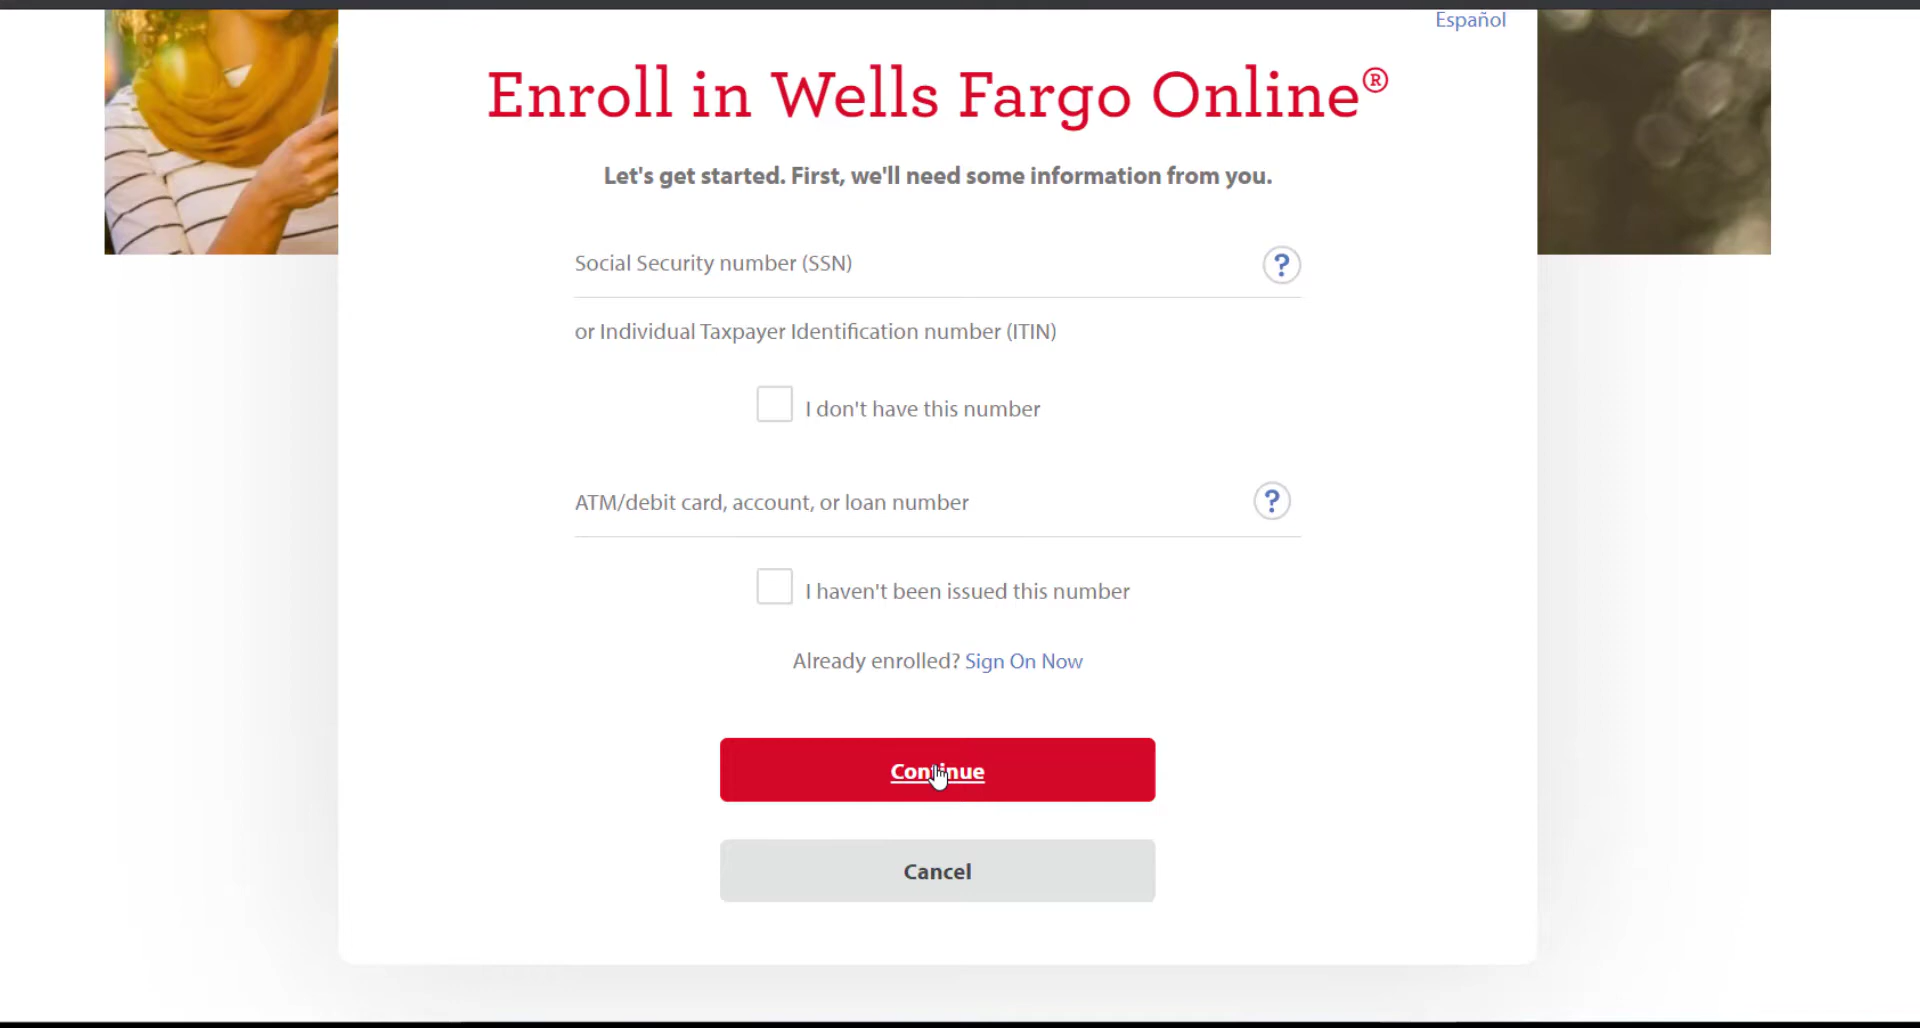 Español
Enroll in Wells Fargo Online®
Let's get started. First, we'll need some information from you.
Social Security number (SSN)
?
or Individual Taxpayer Identification number (ITIN)
I don't have this number
ATM/debit card, account, or loan number
?
I haven't been issued this number
Already enrolled? Sign On Now
Continue
Cancel